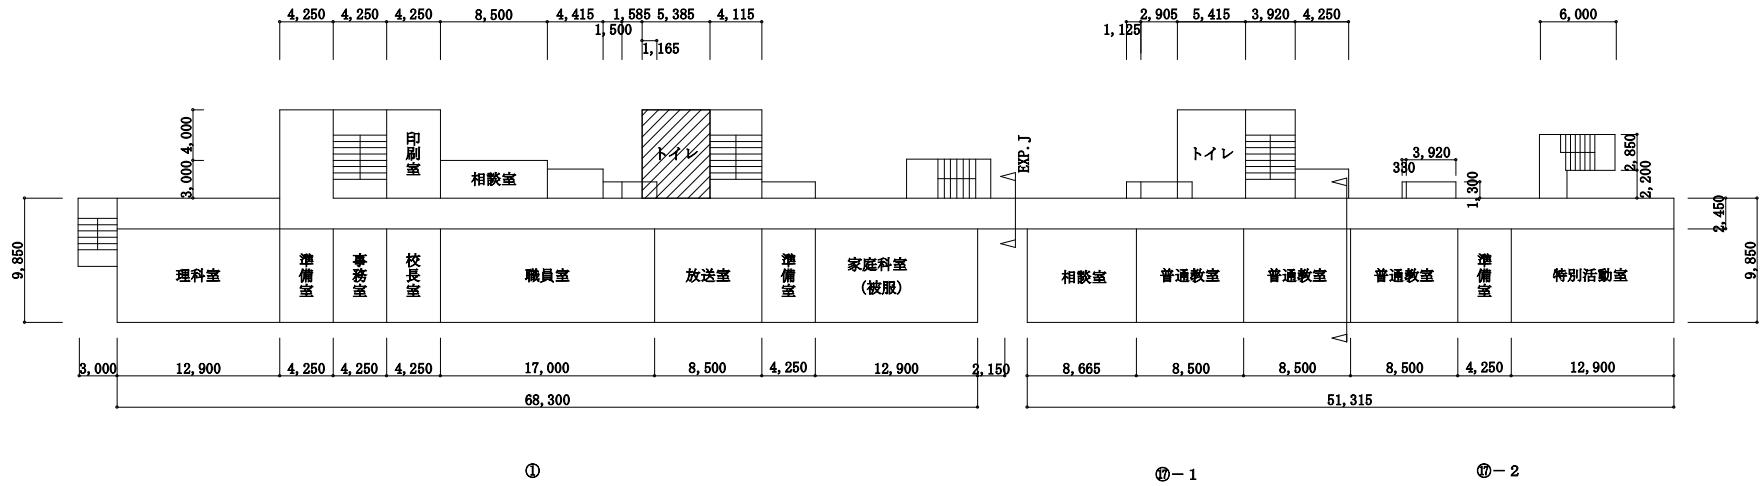 4,250 4,250 4,250 8,500 4,415 1,585 5,385 4,115 2,905 5,415 3,920 4,250 6,000
1,500 1,125
1,165
4,000
3,000
印刷室
相談室
トイレ
EXP.J
トイレ
3,920
330
1,300
2,850
2,200
2,450
9,850
理科室
準備室
事務室
校長室
職員室
放送室
準備室
家庭科室
(被服)
相談室
普通教室
普通教室
普通教室
準備室
特別活動室
9,850
3,000 12,900 4,250 4,250 4,250 17,000 8,500 4,250 12,900 2,150 8,665 8,500 8,500 8,500 4,250 12,900
68,300 51,315
① ⑰－1 ⑰－2